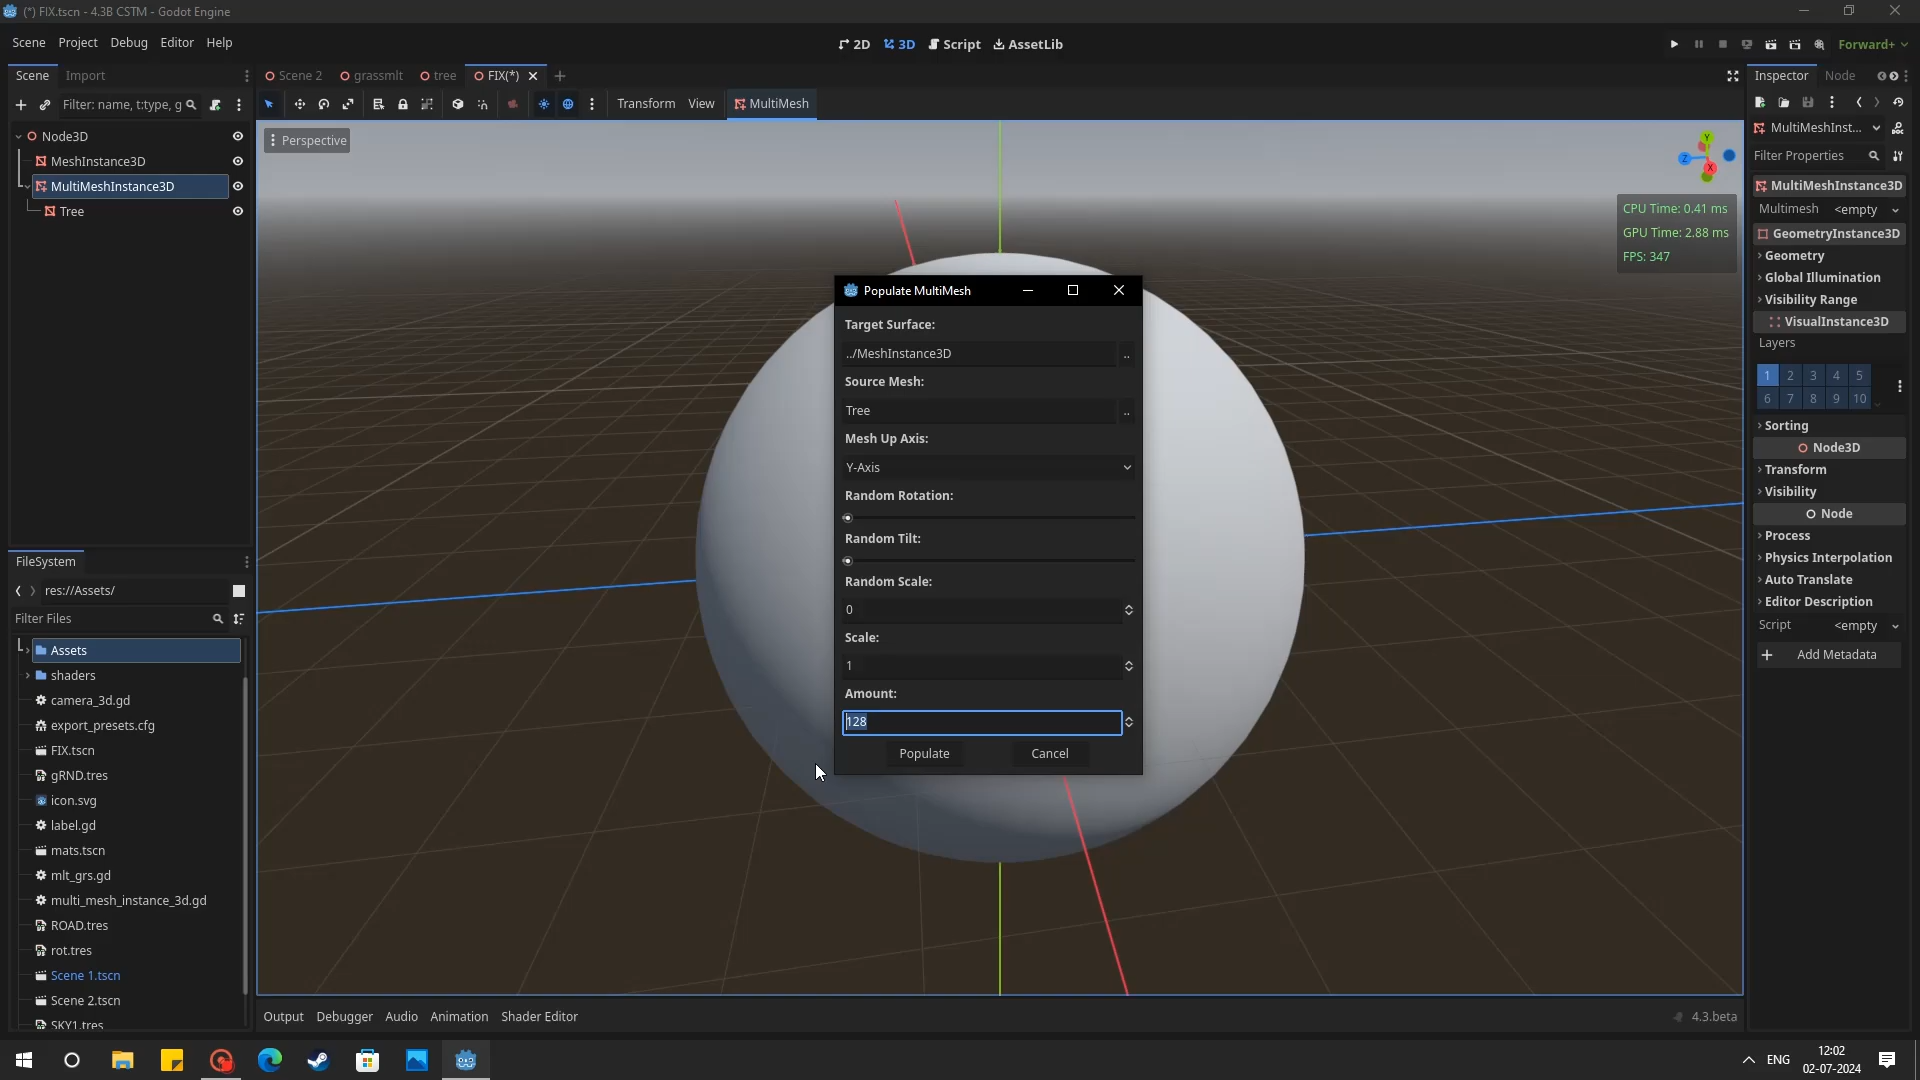 (*) FIX.tscn - 4.3B CSTM - Godot Engine
Scene Project Debug Editor Help
2D 3D Script AssetLib
Forward+
Scene Import
Scene 2 grassmlt tree FIX(*)
Inspector Node
Filter: name, t:type, g
Transform View MultiMesh
Node3D
MeshInstance3D
MultiMeshInstance3D
Tree
FileSystem
res://Assets/
Filter Files
Assets
shaders
camera_3d.gd
export_presets.cfg
FIX.tscn
gRND.tres
icon.svg
label.gd
mats.tscn
mlt_grs.gd
multi_mesh_instance_3d.gd
ROAD.tres
rot.tres
Scene 1.tscn
Scene 2.tscn
SKY1.tres
Perspective
Y
Z
X
CPU Time: 0.41 ms
GPU Time: 2.88 ms
FPS: 347
Populate MultiMesh
Target Surface:
../MeshInstance3D
..
Source Mesh:
Tree
..
Mesh Up Axis:
Y-Axis
Random Rotation:
Random Tilt:
Random Scale:
0
Scale:
1
Amount:
128
Populate Cancel
Output Debugger Audio Animation Shader Editor
4.3.beta
MultiMeshInst...
Filter Properties
MultiMeshInstance3D
Multimesh <empty
GeometryInstance3D
Geometry
Global Illumination
Visibility Range
VisualInstance3D
Layers
1 2 3 4 5
6 7 8 9 10
Sorting
Node3D
Transform
Visibility
Node
Process
Physics Interpolation
Auto Translate
Editor Description
Script <empty
Add Metadata
ENG
12:02
02-07-2024